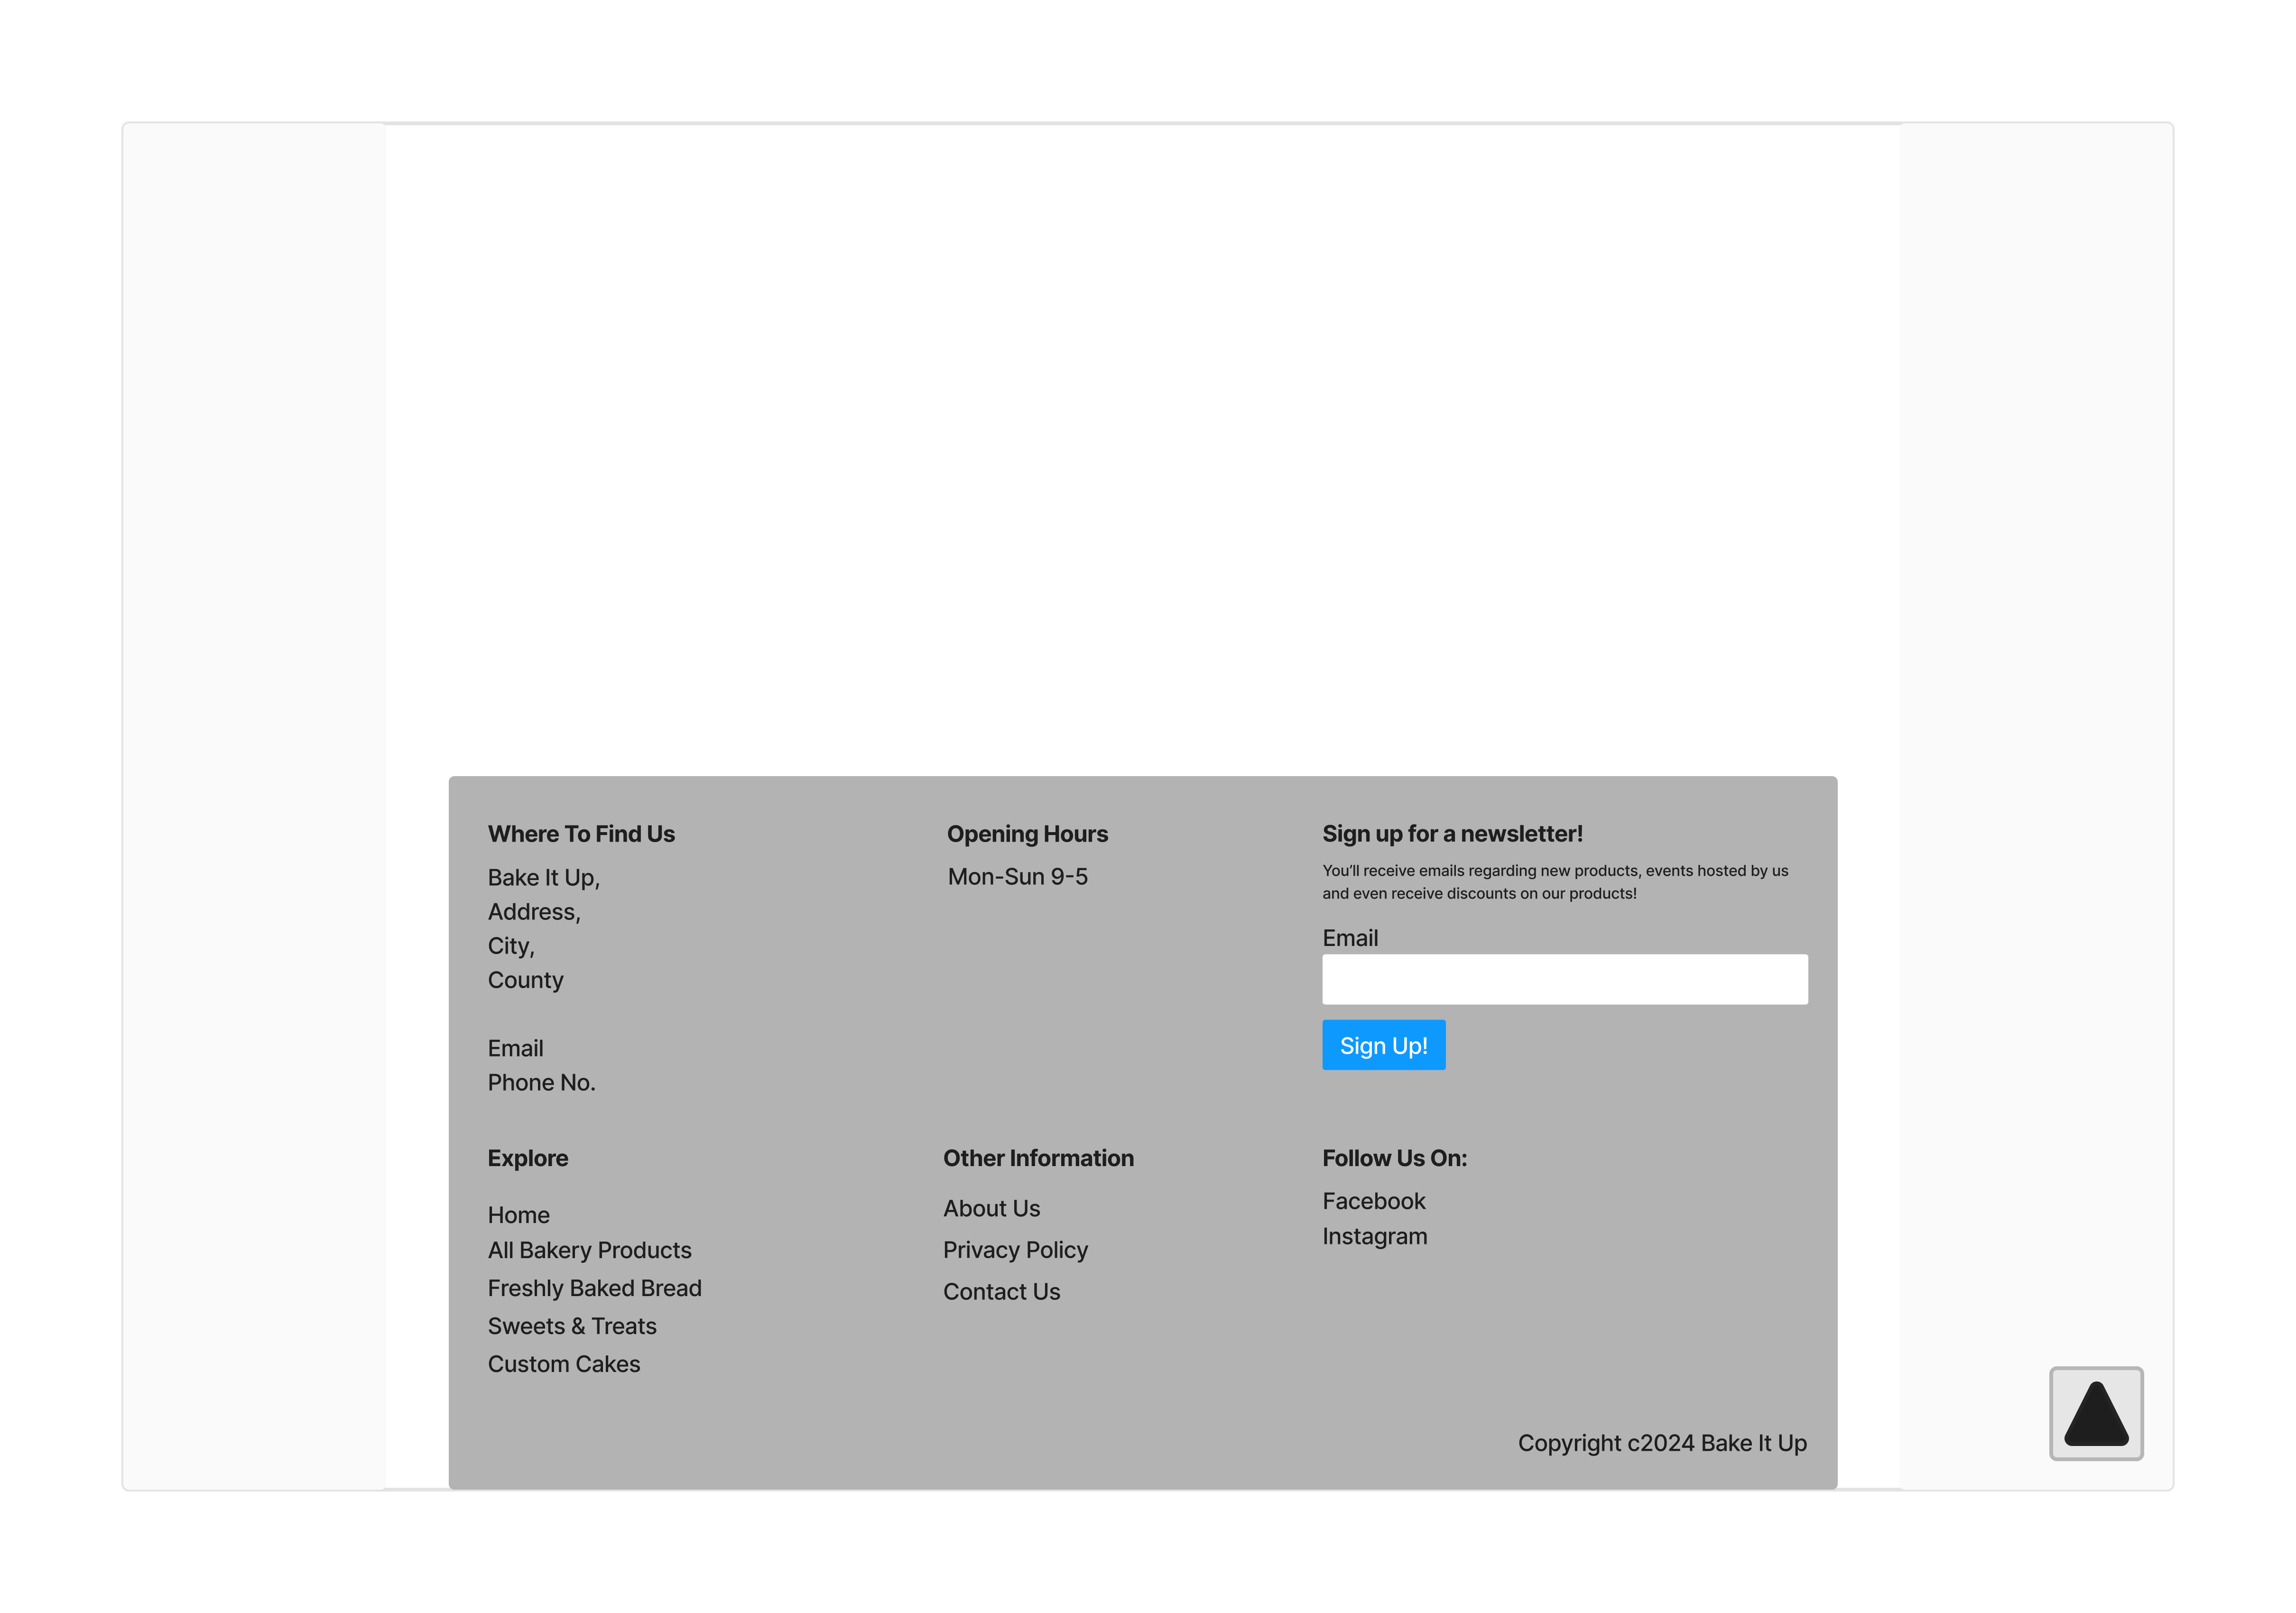 Where To Find Us
Bake It Up,
Address,
City,
County
Email
Phone No.
Opening Hours
Mon-Sun 9-5
Sign up for a newsletter!
You’ll receive emails regarding new products, events hosted by us
and even receive discounts on our products!
Email
Sign Up!
Explore
Home
All Bakery Products
Freshly Baked Bread
Sweets & Treats
Custom Cakes
Other Information
About Us
Privacy Policy
Contact Us
Follow Us On:
Facebook
Instagram
Copyright c2024 Bake It Up